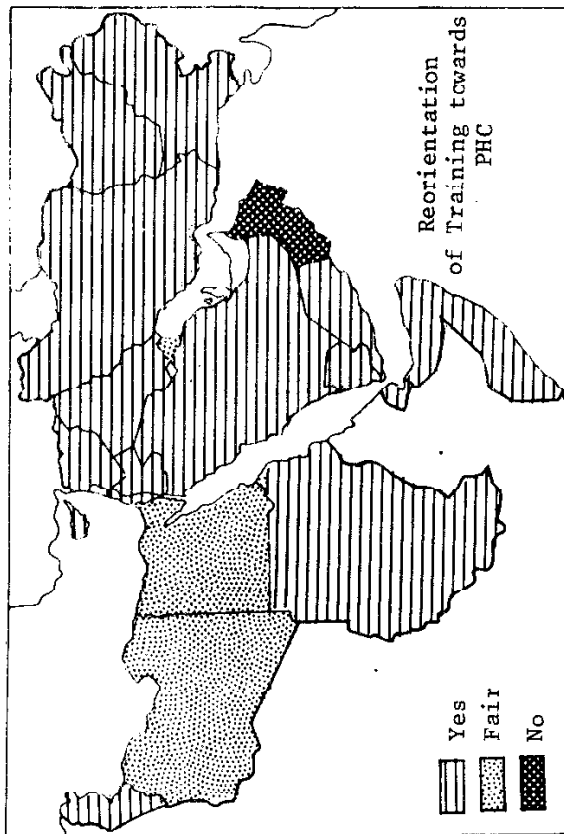 Reorientation
of Training towards
PHC
Yes
Fair
No